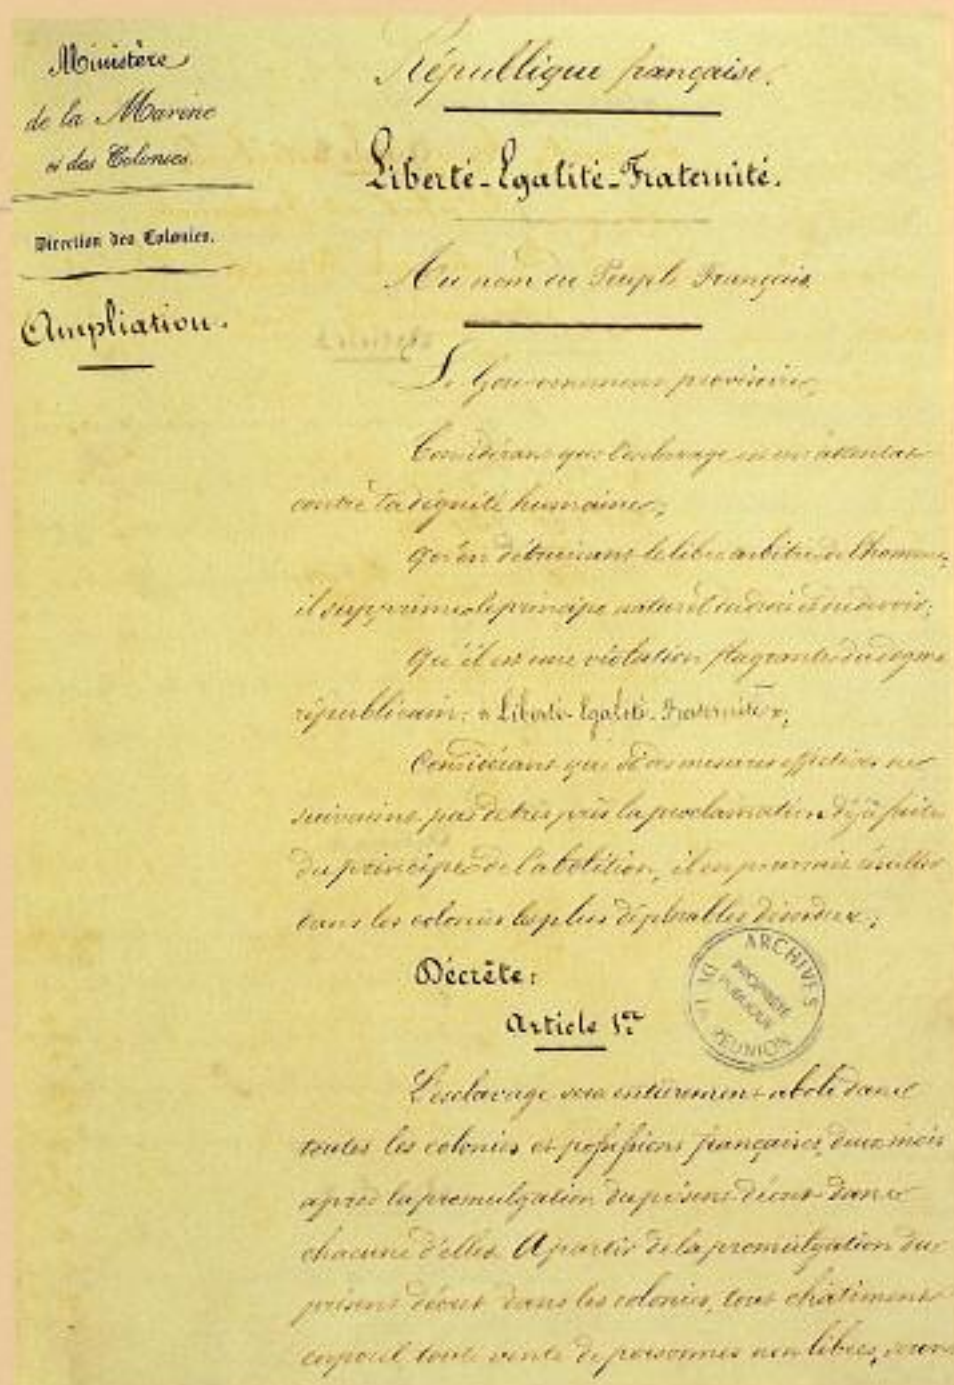 Ministère
de la Marine
et des Colonies.
Direction des Colonies.
Ampliation.
République française.
Liberté-Egalité-Fraternité.
Au nom du Peuple Français.
Le Gouvernement provisoire,
Considérant que l'esclavage est un attentat
contre la dignité humaine;
Qu'en détruisant le libre arbitre de l'homme,
il supprime le principe naturel du droit et du devoir;
Qu'il est une violation flagrante du dogme
républicain: « Liberté-Egalité-Fraternité »;
Considérant que si des mesures effectives ne
suivaient pas de très près la proclamation déjà faite
du principe de l'abolition, il en pourrait résulter
dans les colonies les plus déplorables désordres;
Décrète:
Article 1er
L'esclavage sera entièrement aboli dans
toutes les colonies et possessions françaises, deux mois
après la promulgation du présent décret dans
chacune d'elles. A partir de la promulgation du
présent décret dans les colonies, tout châtiment
corporel, toute vente de personnes non libres, seront
ARCHIVES DE LA RÉUNION
PROPRIÉTÉ PUBLIQUE